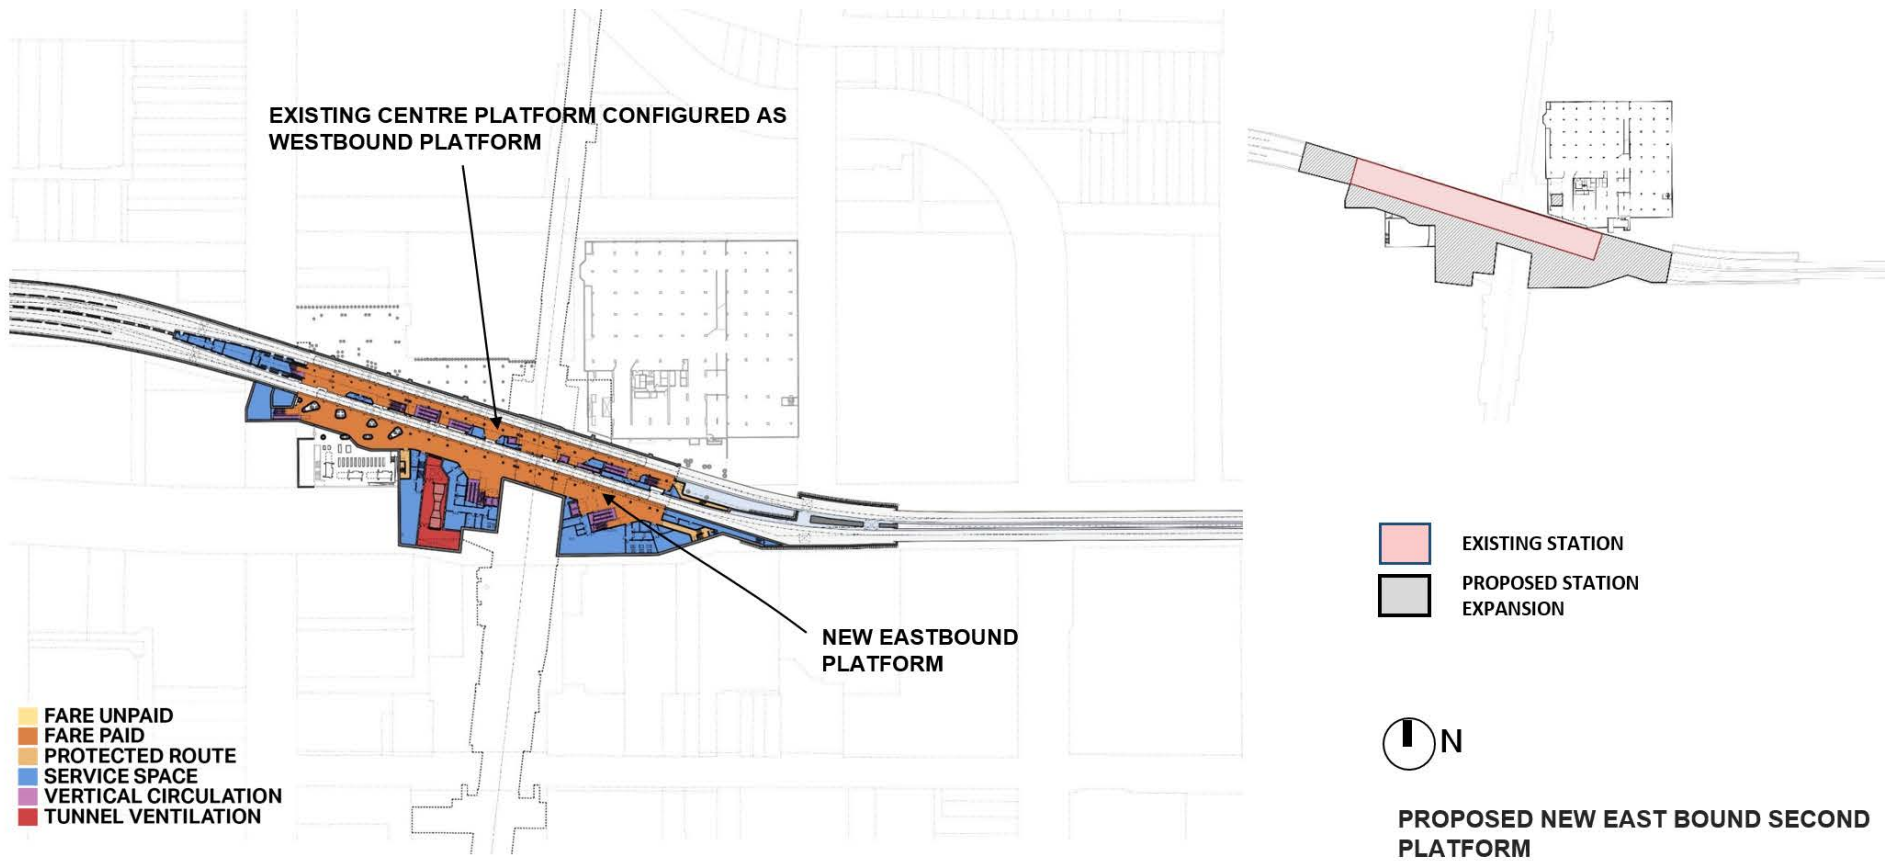 EXISTING CENTRE PLATFORM CONFIGURED AS
WESTBOUND PLATFORM
NEW EASTBOUND
PLATFORM
FARE UNPAID
FARE PAID
PROTECTED ROUTE
SERVICE SPACE
VERTICAL CIRCULATION
TUNNEL VENTILATION
EXISTING STATION
PROPOSED STATION
EXPANSION
N
PROPOSED NEW EAST BOUND SECOND
PLATFORM